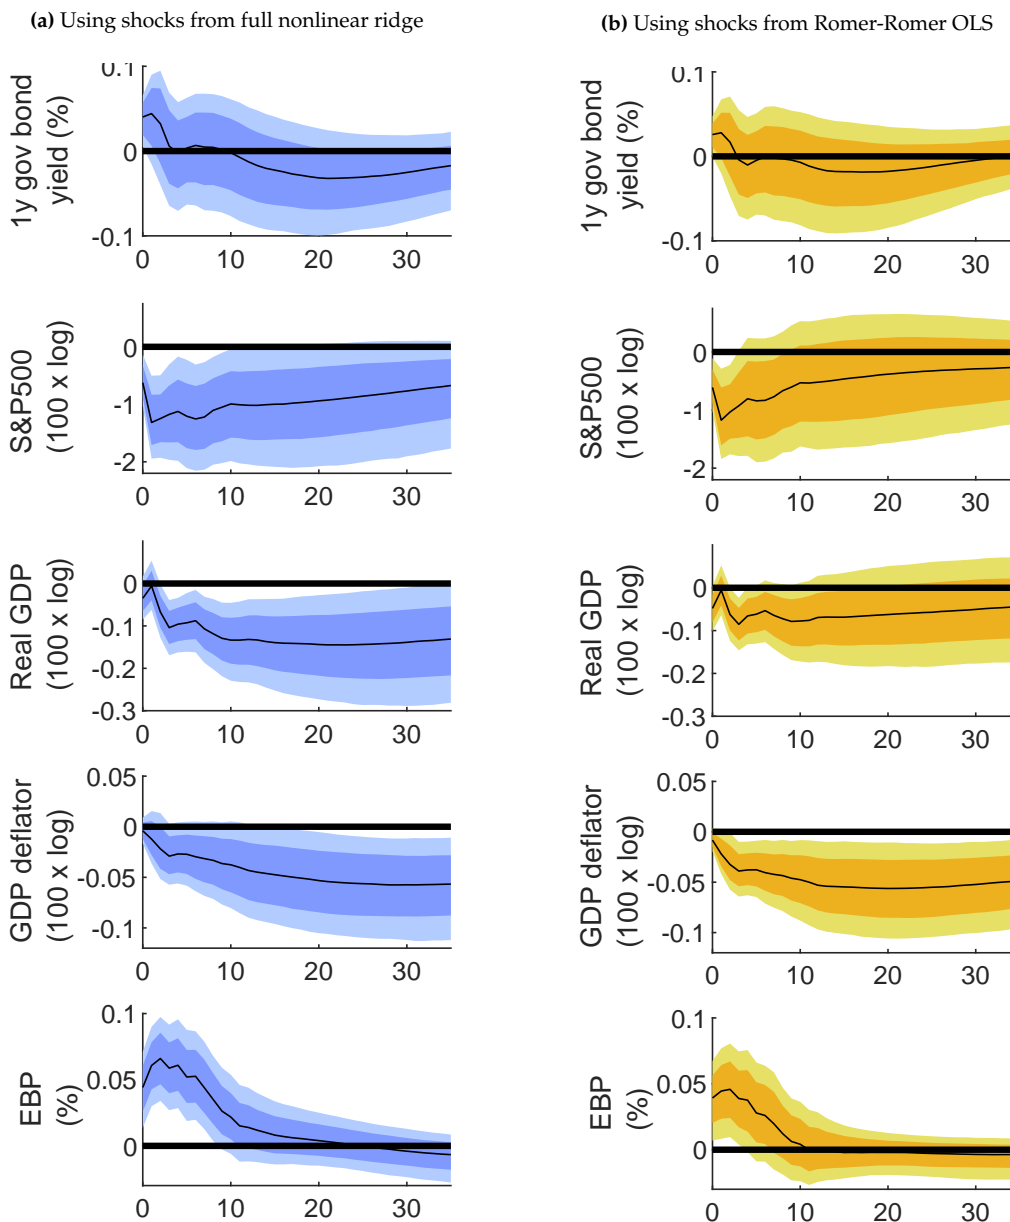 (a) Using shocks from full nonlinear ridge
(b) Using shocks from Romer-Romer OLS
1y gov bond
yield (%)
0.1
0
-0.1
0 10 20 30
1y gov bond
yield (%)
0.1
0
-0.1
0 10 20 30
S&P500
(100 x log)
0
-1
-2
0 10 20 30
S&P500
(100 x log)
0
-1
-2
0 10 20 30
Real GDP
(100 x log)
0
-0.1
-0.2
-0.3
0 10 20 30
Real GDP
(100 x log)
0
-0.1
-0.2
-0.3
0 10 20 30
GDP deflator
(100 x log)
0.05
0
-0.05
-0.1
0 10 20 30
GDP deflator
(100 x log)
0.05
0
-0.05
-0.1
0 10 20 30
EBP
(%)
0.1
0.05
0
0 10 20 30
EBP
(%)
0.1
0.05
0
0 10 20 30